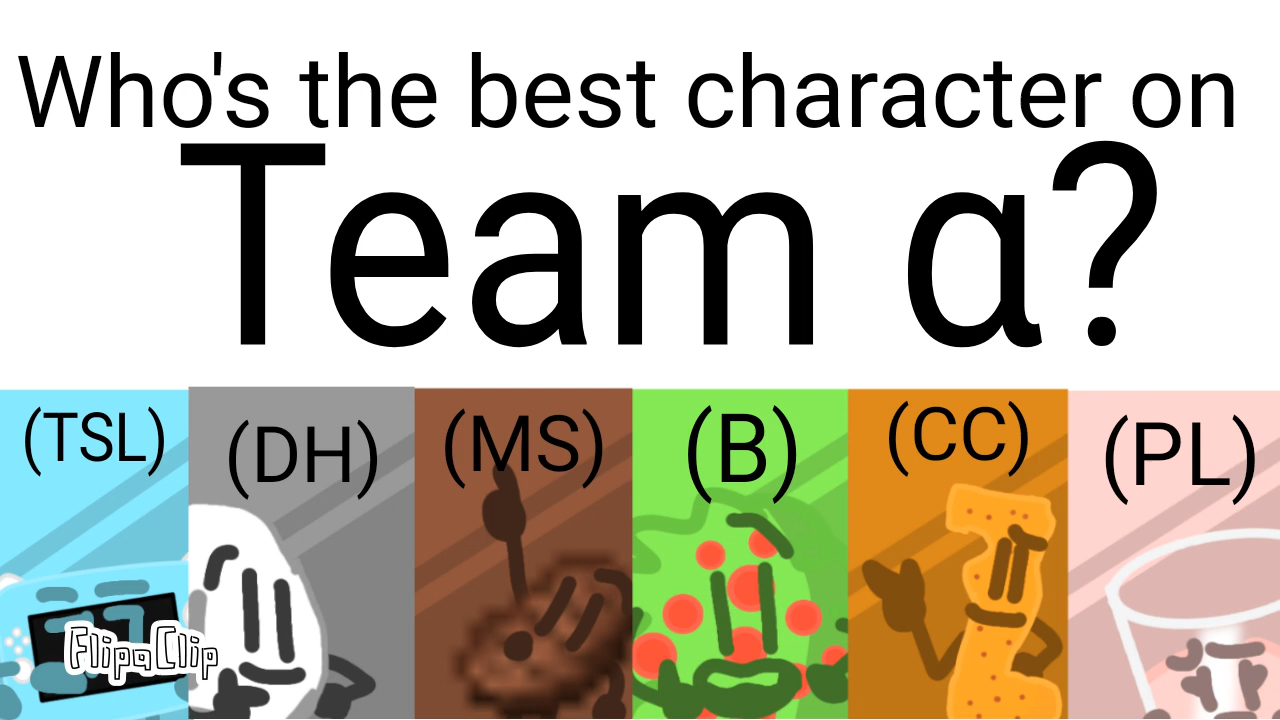 Who's the best character on
Team α?
(TSL) (DH) (MS) (B) (CC) (PL)
FlipaClip